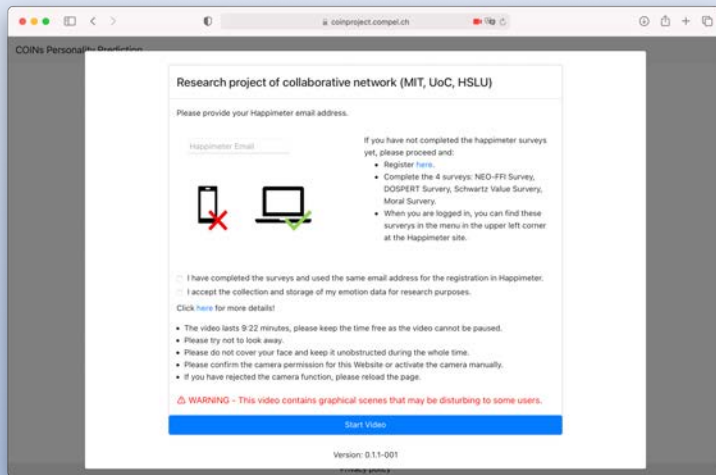 coinproject.compel.ch
COINs Personality Prediction
Research project of collaborative network (MIT, UoC, HSLU)
Please provide your Happimeter email address.
Happimeter Email
If you have not completed the happimeter surveys
yet, please proceed and:
• Register here.
• Complete the 4 surveys: NEO-FFI Survey,
DOSPERT Survery, Schwartz Value Survery,
Moral Survery.
• When you are logged in, you can find these
surverys in the menu in the upper left corner
at the Happimeter site.
I have completed the surveys and used the same email address for the registration in Happimeter.
I accept the collection and storage of my emotion data for research purposes.
Click here for more details!
• The video lasts 9:22 minutes, please keep the time free as the video cannot be paused.
• Please try not to look away.
• Please do not cover your face and keep it unobstructed during the whole time.
• Please confirm the camera permission for this Website or activate the camera manually.
• If you have rejected the camera function, please reload the page.
⚠ WARNING - This video contains graphical scenes that may be disturbing to some users.
Start Video
Version: 0.1.1-001
Privacy policy